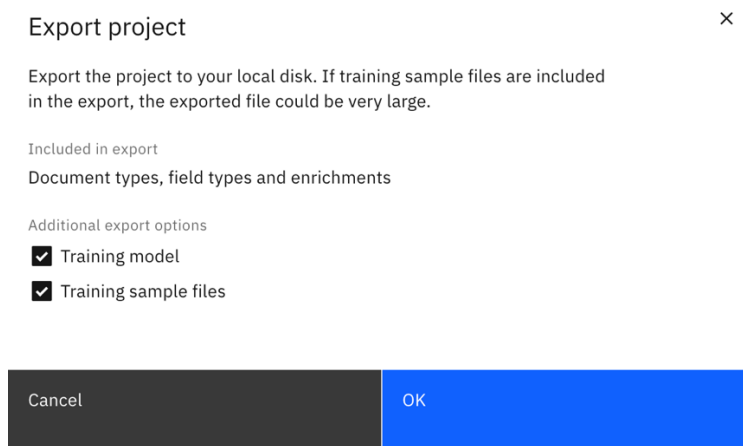 Export project
Export the project to your local disk. If training sample files are included
in the export, the exported file could be very large.
Included in export
Document types, field types and enrichments
Additional export options
Training model
Training sample files
Cancel
OK